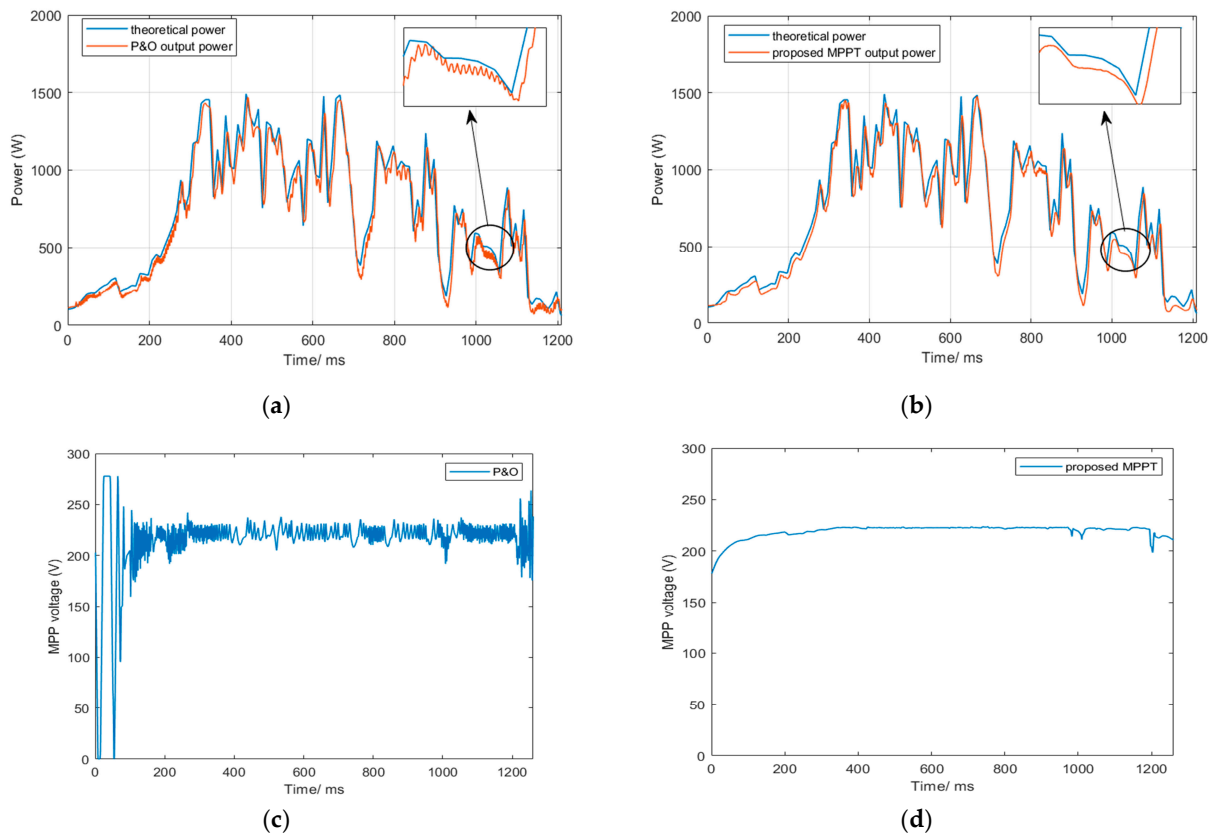 2000
1500
1000
500
0
Power (W)
theoretical power
P&O output power
0 200 400 600 800 1000 1200
Time/ ms
(a)
2000
1500
1000
500
0
Power (W)
theoretical power
proposed MPPT output power
0 200 400 600 800 1000 1200
Time/ ms
(b)
300
250
200
150
100
50
0
MPP voltage (V)
P&O
0 200 400 600 800 1000 1200
Time/ ms
(c)
300
250
200
150
100
50
0
MPP voltage (V)
proposed MPPT
0 200 400 600 800 1000 1200
Time/ ms
(d)